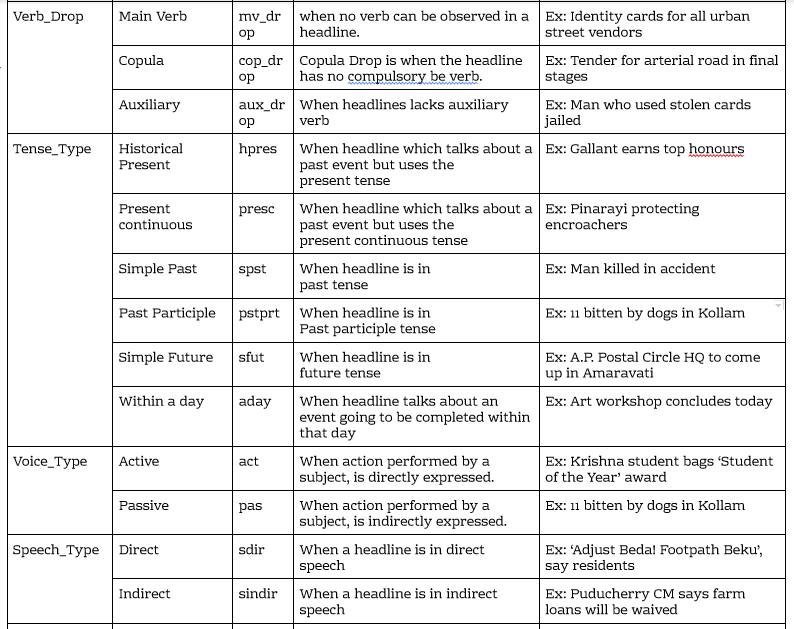 Verb_Drop
Main Verb
mv_dr
op
when no verb can be observed in a
headline.
Ex: Identity cards for all urban
street vendors
Copula
cop_dr
op
Copula Drop is when the headline
has no compulsory be verb.
Ex: Tender for arterial road in final
stages
Auxiliary
aux_dr
op
When headlines lacks auxiliary
verb
Ex: Man who used stolen cards
jailed
Tense_Type
Historical
Present
hpres
When headline which talks about a
past event but uses the
present tense
Ex: Gallant earns top honours
Present
continuous
presc
When headline which talks about a
past event but uses the
present continuous tense
Ex: Pinarayi protecting
encroachers
Simple Past
spst
When headline is in
past tense
Ex: Man killed in accident
Past Participle
pstprt
When headline is in
Past participle tense
Ex: 11 bitten by dogs in Kollam
Simple Future
sfut
When headline is in
future tense
Ex: A.P. Postal Circle HQ to come
up in Amaravati
Within a day
aday
When headline talks about an
event going to be completed within
that day
Ex: Art workshop concludes today
Voice_Type
Active
act
When action performed by a
subject, is directly expressed.
Ex: Krishna student bags ‘Student
of the Year’ award
Passive
pas
When action performed by a
subject, is indirectly expressed.
Ex: 11 bitten by dogs in Kollam
Speech_Type
Direct
sdir
When a headline is in direct
speech
Ex: ‘Adjust Beda! Footpath Beku’,
say residents
Indirect
sindir
When a headline is in indirect
speech
Ex: Puducherry CM says farm
loans will be waived